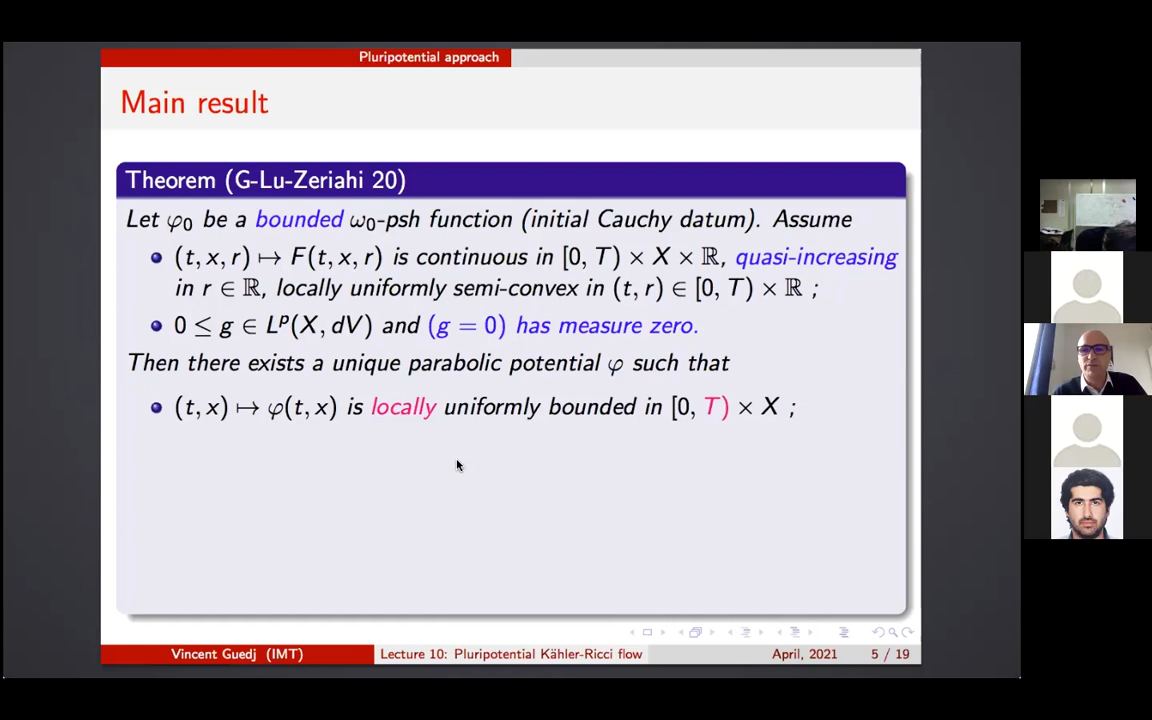 Pluripotential approach
Main result
Theorem (G-Lu-Zeriahi 20)
Let φ₀ be a bounded ω₀-psh function (initial Cauchy datum). Assume
(t, x, r) ↦ F(t, x, r) is continuous in [0, T) × X × ℝ, quasi-increasing
in r ∈ ℝ, locally uniformly semi-convex in (t, r) ∈ [0, T) × ℝ ;
0 ≤ g ∈ Lᵖ(X, dV) and (g = 0) has measure zero.
Then there exists a unique parabolic potential φ such that
(t, x) ↦ φ(t, x) is locally uniformly bounded in [0, T) × X ;
Vincent Guedj (IMT) Lecture 10: Pluripotential Kähler-Ricci flow April, 2021 5 / 19